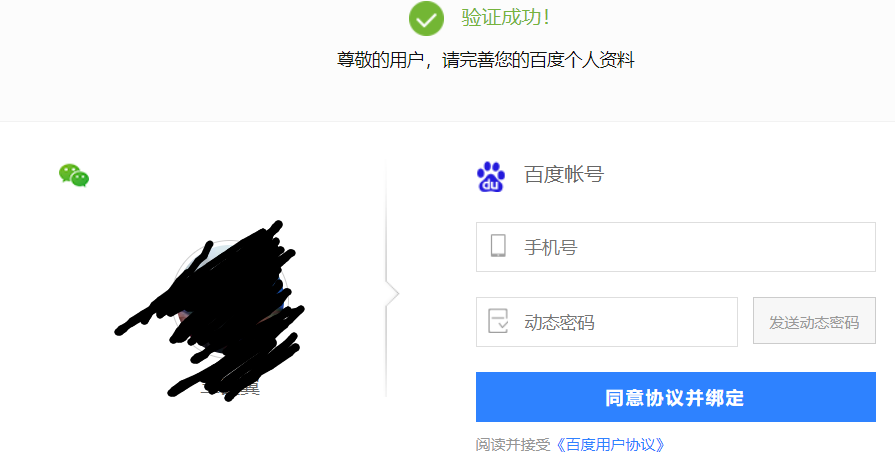 验证成功！
尊敬的用户，请完善您的百度个人资料
du 百度帐号
手机号
动态密码 发送动态密码
同意协议并绑定
阅读并接受《百度用户协议》